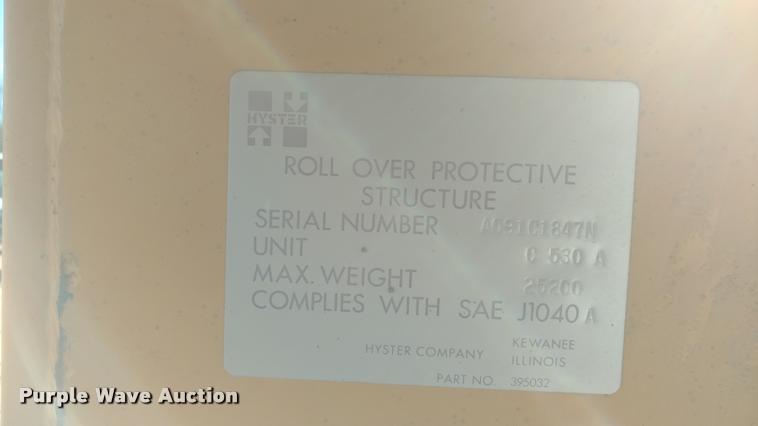 HYSTER
ROLL OVER PROTECTIVE
STRUCTURE
SERIAL NUMBER A091C1847N
UNIT C 530 A
MAX. WEIGHT 25200
COMPLIES WITH SAE J1040 A
HYSTER COMPANY KEWANEE
ILLINOIS
PART NO 395032
Purple Wave Auction